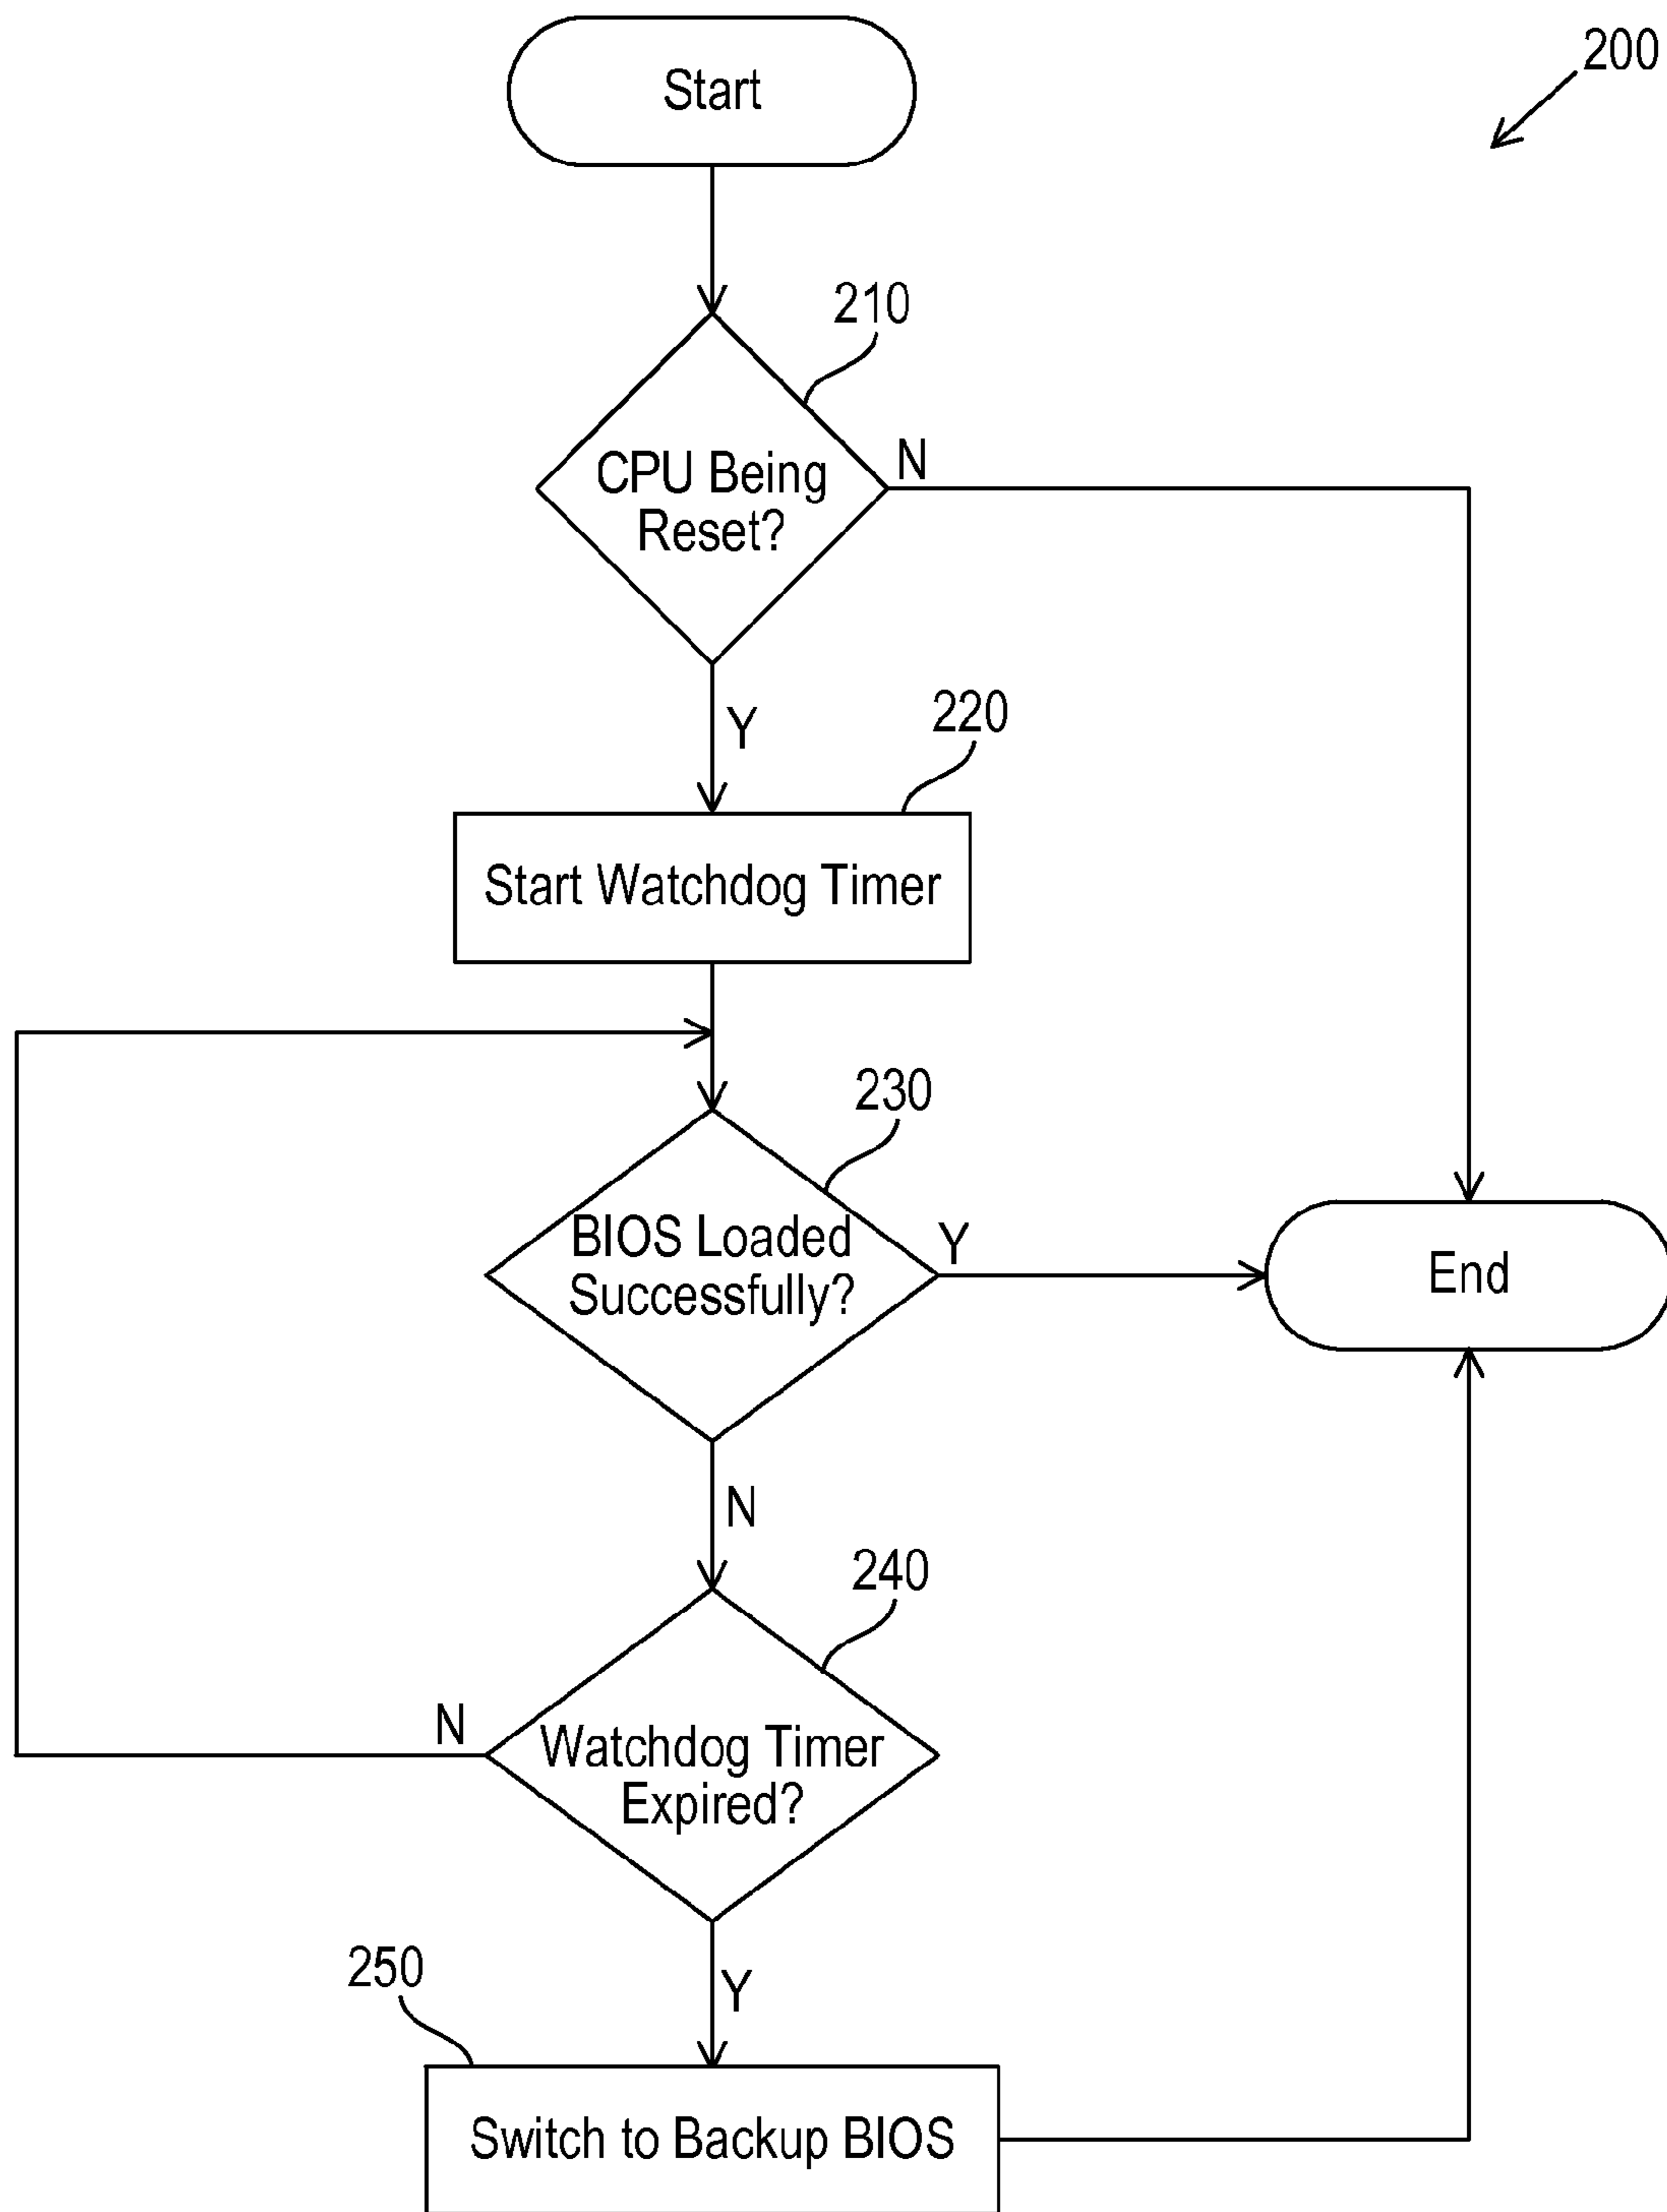 Start
200
210
CPU Being
Reset?
N
Y
220
Start Watchdog Timer
230
BIOS Loaded
Successfully?
Y
End
N
240
N
Watchdog Timer
Expired?
250
Y
Switch to Backup BIOS